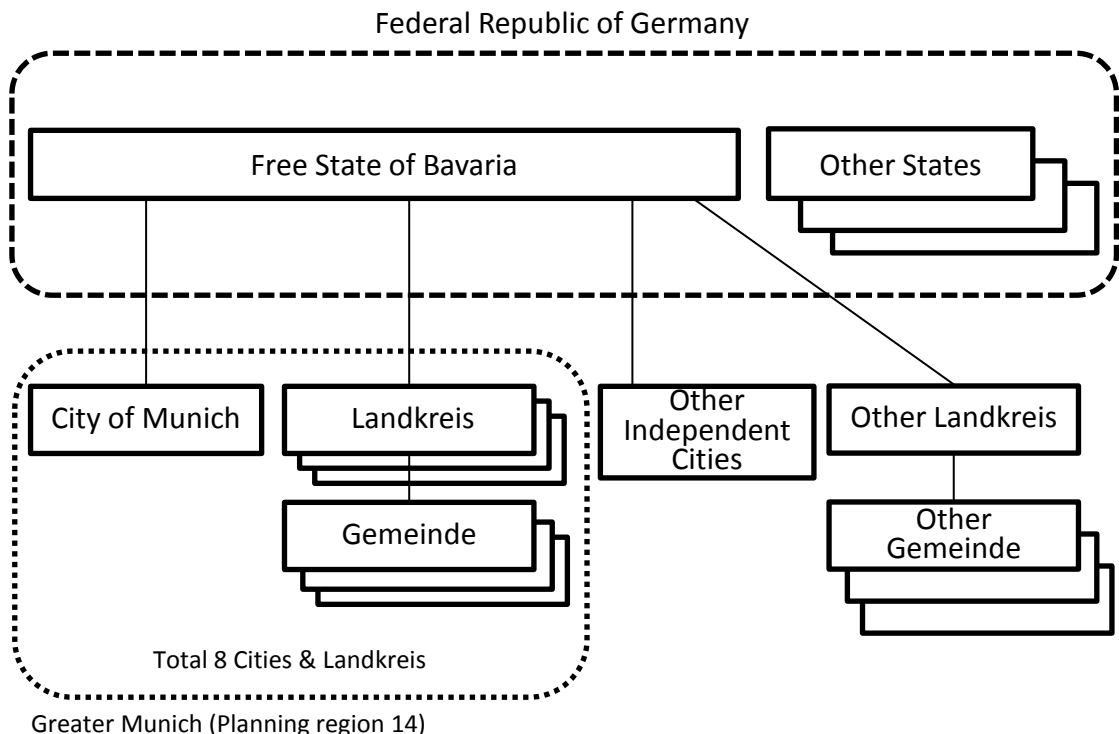 Federal Republic of Germany
Free State of Bavaria
Other States
City of Munich
Landkreis
Other
Independent
Cities
Other Landkreis
Gemeinde
Other
Gemeinde
Total 8 Cities & Landkreis
Greater Munich (Planning region 14)